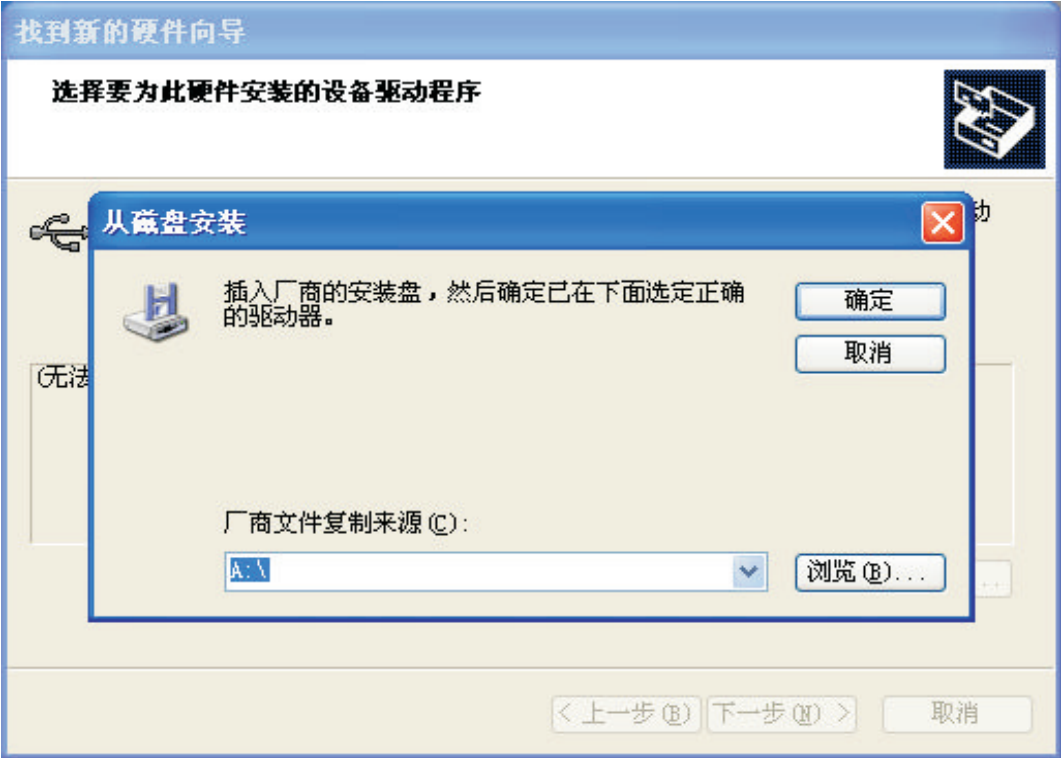 找到新的硬件向导
选择要为此硬件安装的设备驱动程序
动
从磁盘安装
插入厂商的安装盘，然后确定已在下面选定正确
的驱动器。
确定
取消
(无法
厂商文件复制来源(C):
A:\
浏览(B)...
..
< 上一步(B)
下一步(N) >
取消